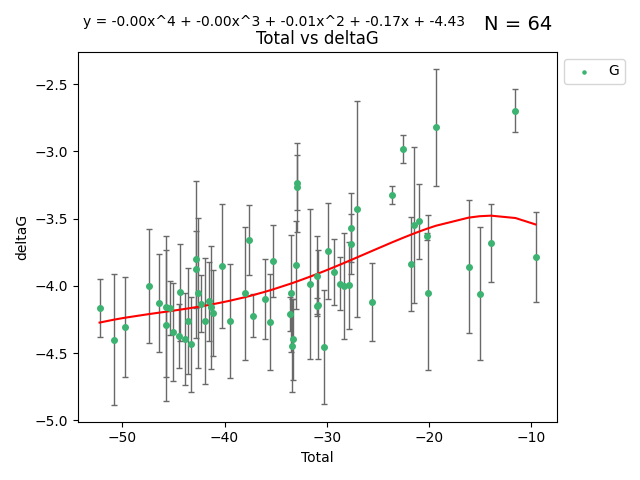 y = -0.00x^4 + -0.00x^3 + -0.01x^2 + -0.17x + -4.43
N = 64
Total vs deltaG
G
deltaG
−2.5
−3.0
−3.5
−4.0
−4.5
−5.0
−50
−40
−30
−20
−10
Total